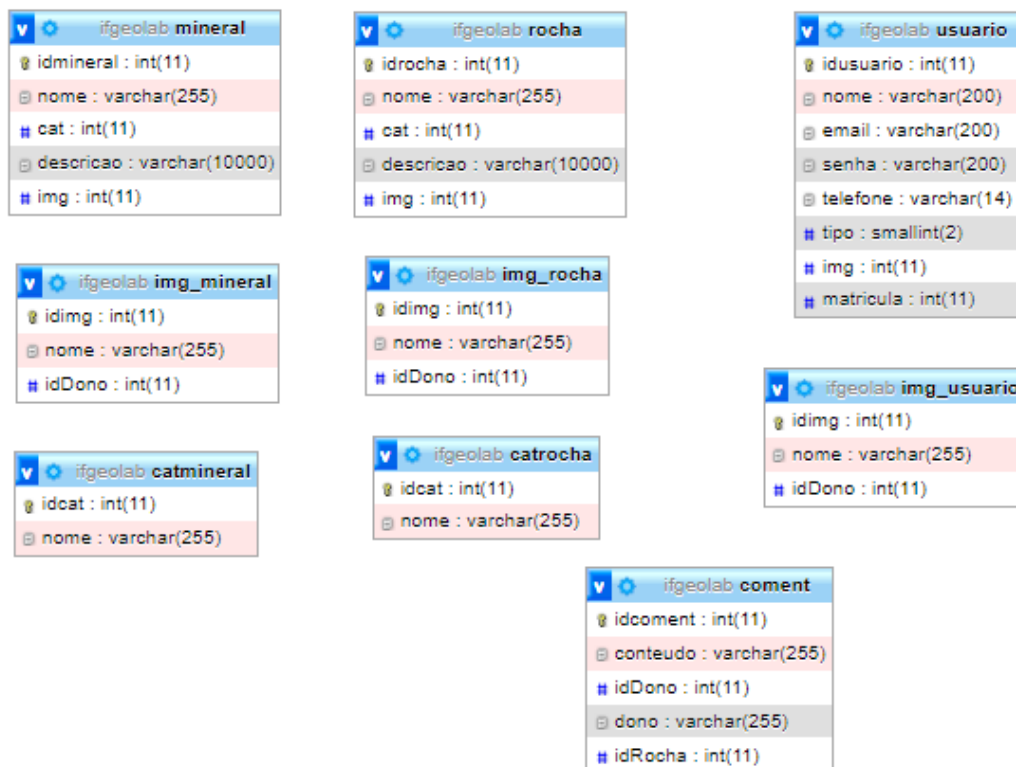 ifgeolab mineral
idmineral : int(11)
nome : varchar(255)
cat : int(11)
descricao : varchar(10000)
img : int(11)
ifgeolab rocha
idrocha : int(11)
nome : varchar(255)
cat : int(11)
descricao : varchar(10000)
img : int(11)
ifgeolab usuario
idusuario : int(11)
nome : varchar(200)
email : varchar(200)
senha : varchar(200)
telefone : varchar(14)
tipo : smallint(2)
img : int(11)
matricula : int(11)
ifgeolab img_mineral
idimg : int(11)
nome : varchar(255)
idDono : int(11)
ifgeolab img_rocha
idimg : int(11)
nome : varchar(255)
idDono : int(11)
ifgeolab img_usuario
idimg : int(11)
nome : varchar(255)
idDono : int(11)
ifgeolab catmineral
idcat : int(11)
nome : varchar(255)
ifgeolab catrocha
idcat : int(11)
nome : varchar(255)
ifgeolab coment
idcoment : int(11)
conteudo : varchar(255)
idDono : int(11)
dono : varchar(255)
idRocha : int(11)